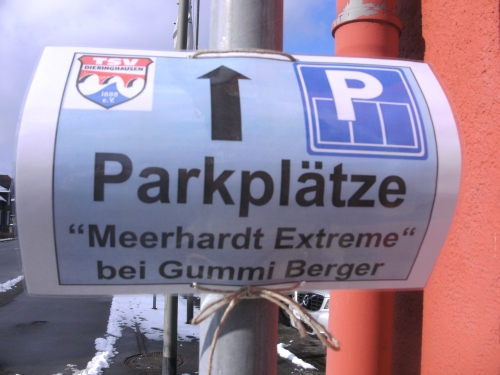 TSV
DIERINGHAUSEN
1888
e.V.
P
Parkplätze
"Meerhardt Extreme"
bei Gummi Berger